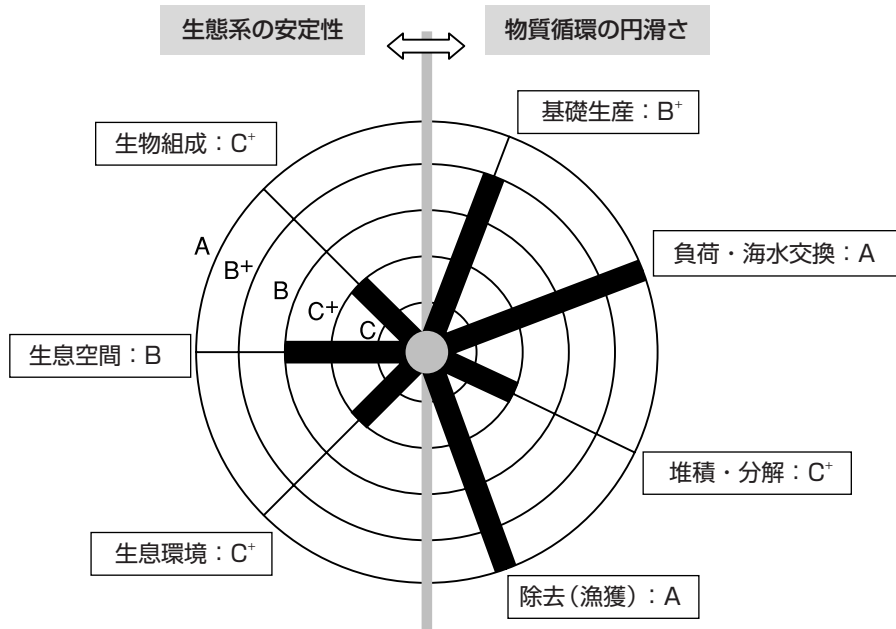 生態系の安定性
物質循環の円滑さ
基礎生産：B⁺
生物組成：C⁺
負荷・海水交換：A
A
B+
B
C+
C
生息空間：B
堆積・分解：C⁺
生息環境：C⁺
除去（漁獲）：A